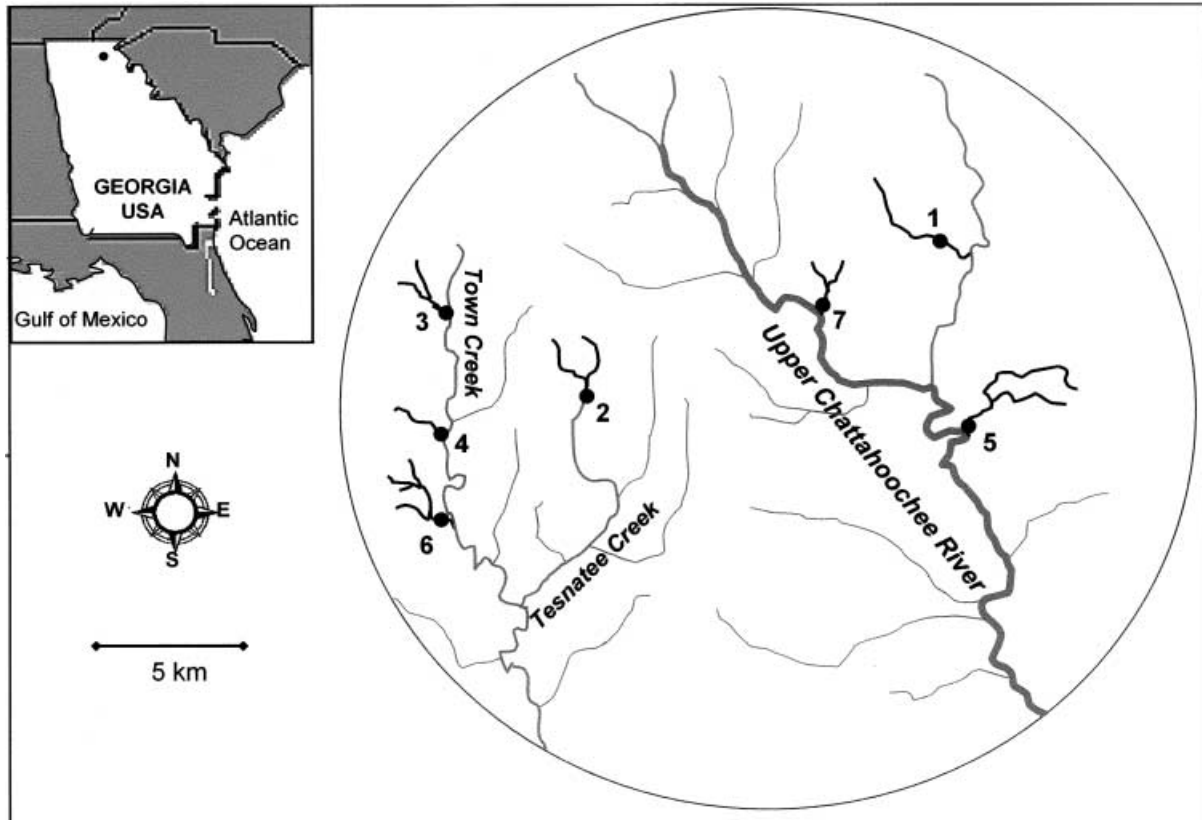 GEORGIA
USA
Atlantic
Ocean
Gulf of Mexico
N
W
E
S
5 km
Town Creek
Tesnatee Creek
Upper Chattahoochee River
1
2
3
4
5
6
7